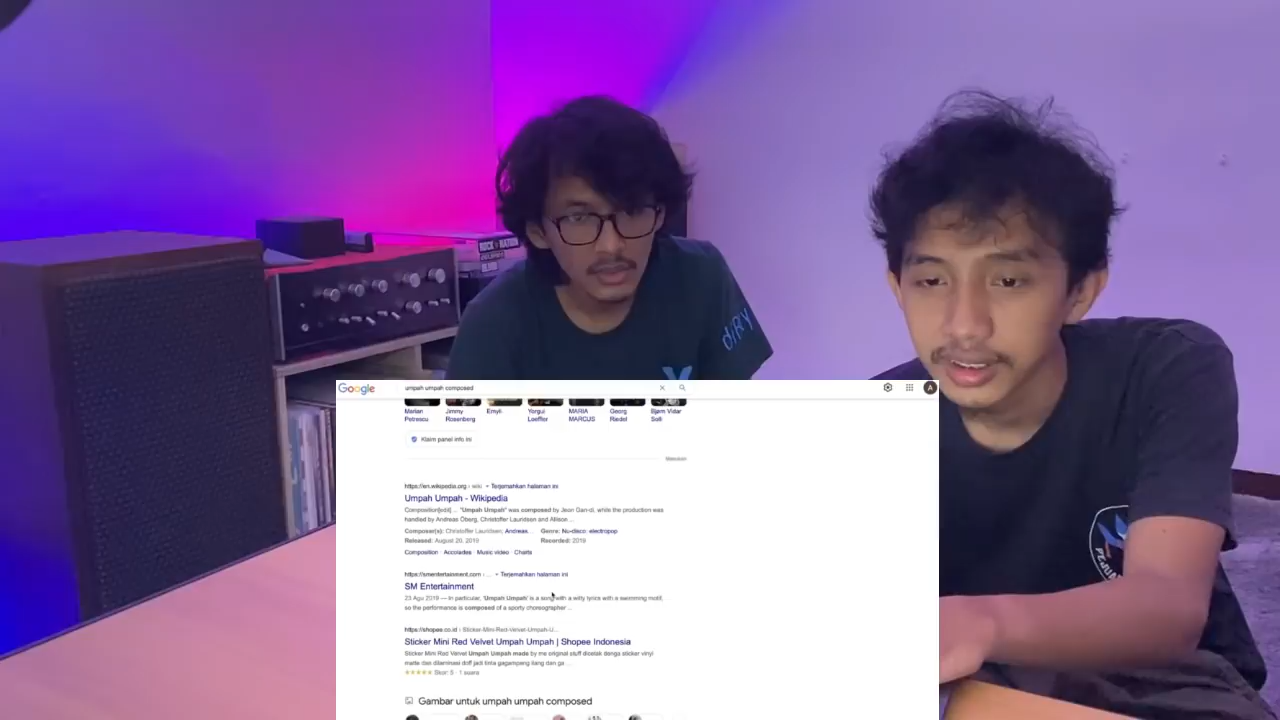 ROCK NATION
diRy
Google
umpah umpah composed
A
Marian Petrescu
Jimmy Rosenberg
Emyli
Yorgui Loeffler
MARIA MARCUS
Georg Riedel
Bjørn Vidar Solli
Klaim panel info ini
Masukan
https://en.wikipedia.org › wiki Terjemahkan halaman ini
Umpah Umpah - Wikipedia
Composition[edit]... "Umpah Umpah" was composed by Jeon Gan-di, while the production was
handled by Andreas Öberg, Christoffer Lauridsen and Allison ...
Composer(s): Christoffer Lauridsen; Andreas... Genre: Nu-disco; electropop
Released: August 20, 2019 Recorded: 2019
Composition · Accolades · Music video · Charts
https://smentertainment.com › ... Terjemahkan halaman ini
SM Entertainment
23 Agu 2019 — In particular, 'Umpah Umpah' is a song with a witty lyrics with a swimming motif,
so the performance is composed of a sporty choreographer ...
https://shopee.co.id › Sticker-Mini-Red-Velvet-Umpah-U...
Sticker Mini Red Velvet Umpah Umpah | Shopee Indonesia
Sticker Mini Red Velvet Umpah Umpah made by me original stuff dicetak denga sticker vinyl
matte dan dilaminasi doff jadi tinta gagampang ilang dan ga ...
★★★★★ Skor: 5 · 1 suara
Gambar untuk umpah umpah composed